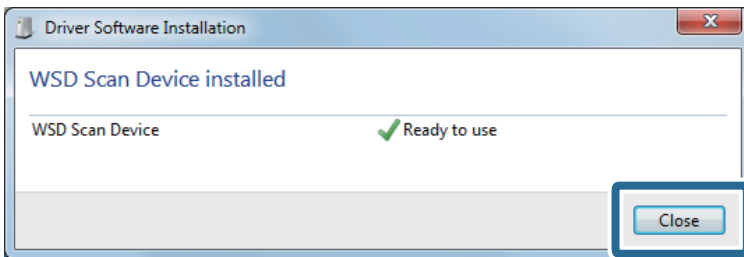 Driver Software Installation
WSD Scan Device installed
WSD Scan Device Ready to use
Close